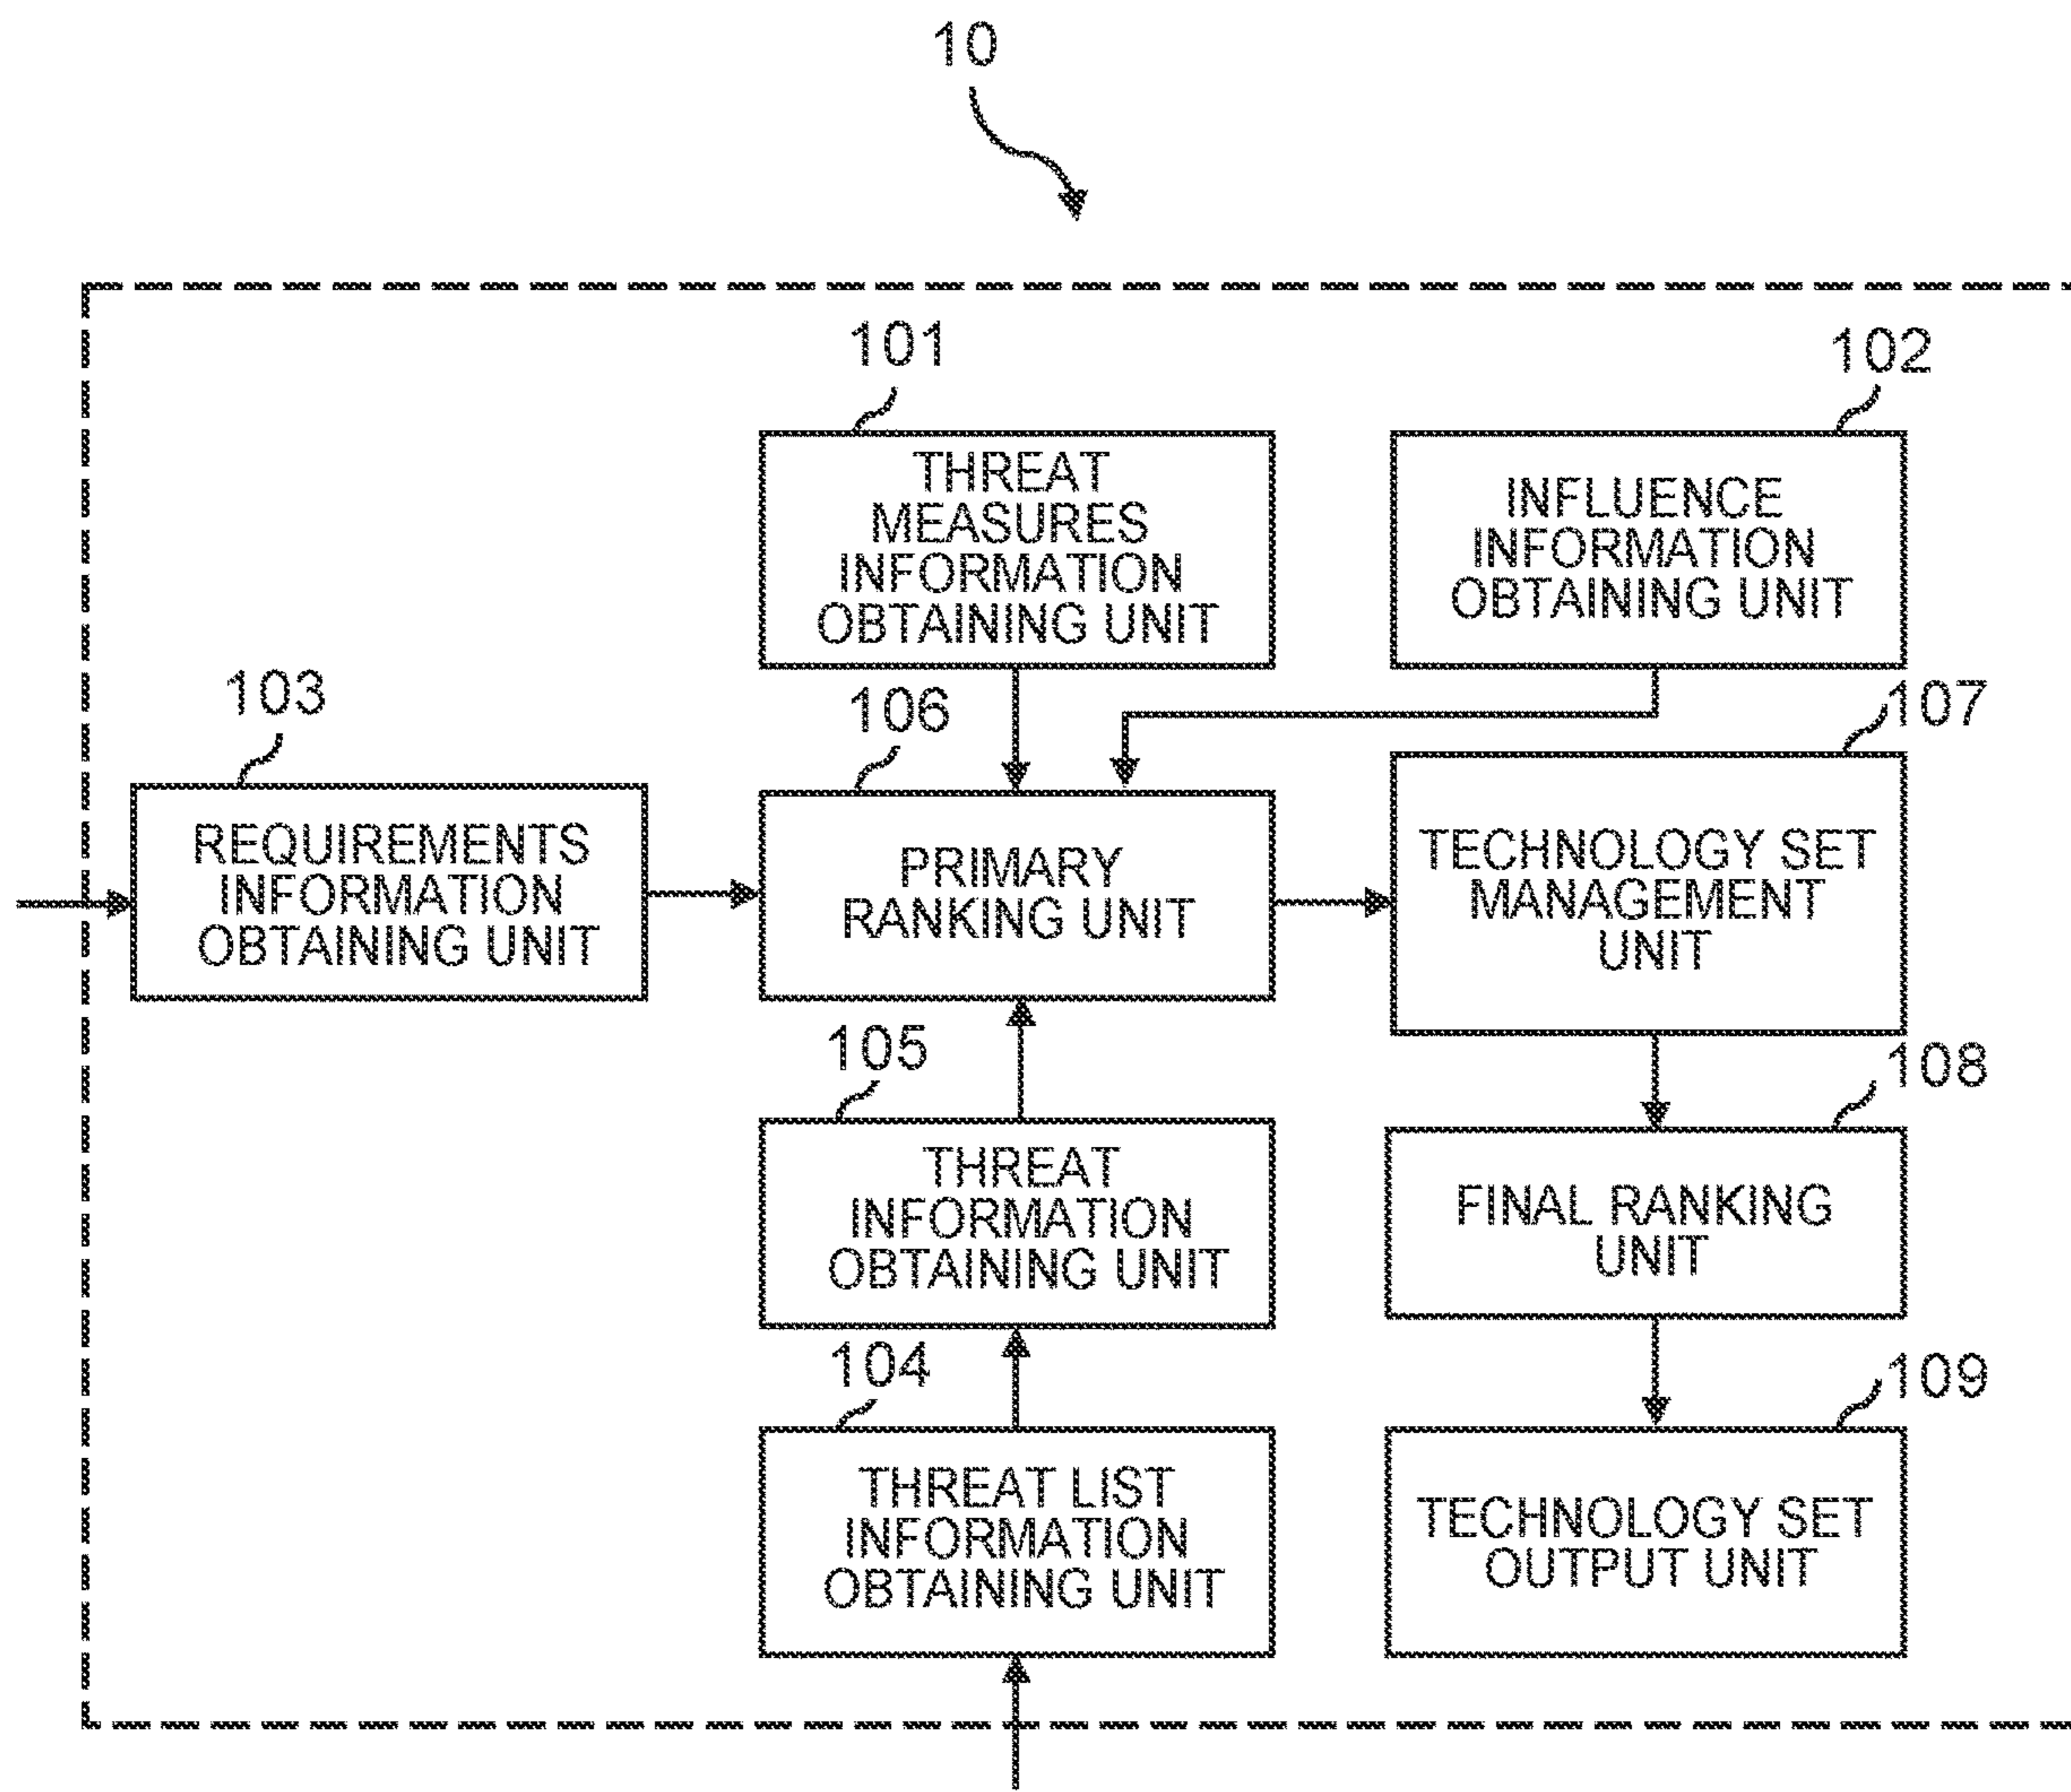 10
101
THREAT
MEASURES
INFORMATION
OBTAINING UNIT
102
INFLUENCE
INFORMATION
OBTAINING UNIT
103
REQUIREMENTS
INFORMATION
OBTAINING UNIT
106
PRIMARY
RANKING UNIT
107
TECHNOLOGY SET
MANAGEMENT
UNIT
105
THREAT
INFORMATION
OBTAINING UNIT
108
FINAL RANKING
UNIT
104
THREAT LIST
INFORMATION
OBTAINING UNIT
109
TECHNOLOGY SET
OUTPUT UNIT